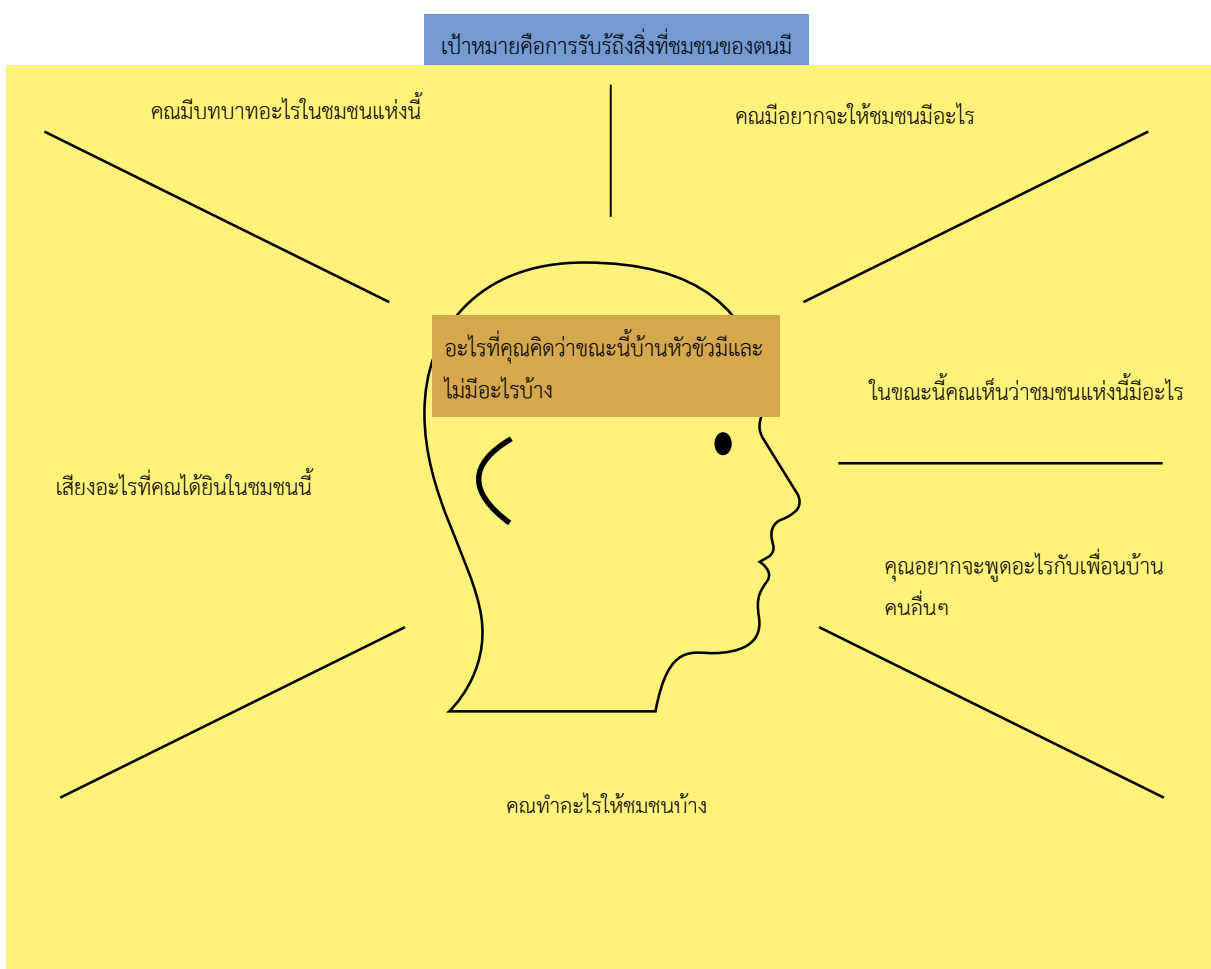 เป้าหมายคือการรับรู้ถึงสิ่งที่ชุมชนของตนมี
คุณมีบทบาทอะไรในชุมชนแห่งนี้
คุณมีอยากจะให้ชุมชนมีอะไร
อะไรที่คุณคิดว่าขณะนี้บ้านหัวขัวมีและ
ไม่มีอะไรบ้าง
ในขณะนี้คุณเห็นว่าชุมชนแห่งนี้มีอะไร
เสียงอะไรที่คุณได้ยินในชุมชนนี้
คุณอยากจะพูดอะไรกับเพื่อนบ้าน
คนอื่นๆ
คุณทำอะไรให้ชุมชนบ้าง